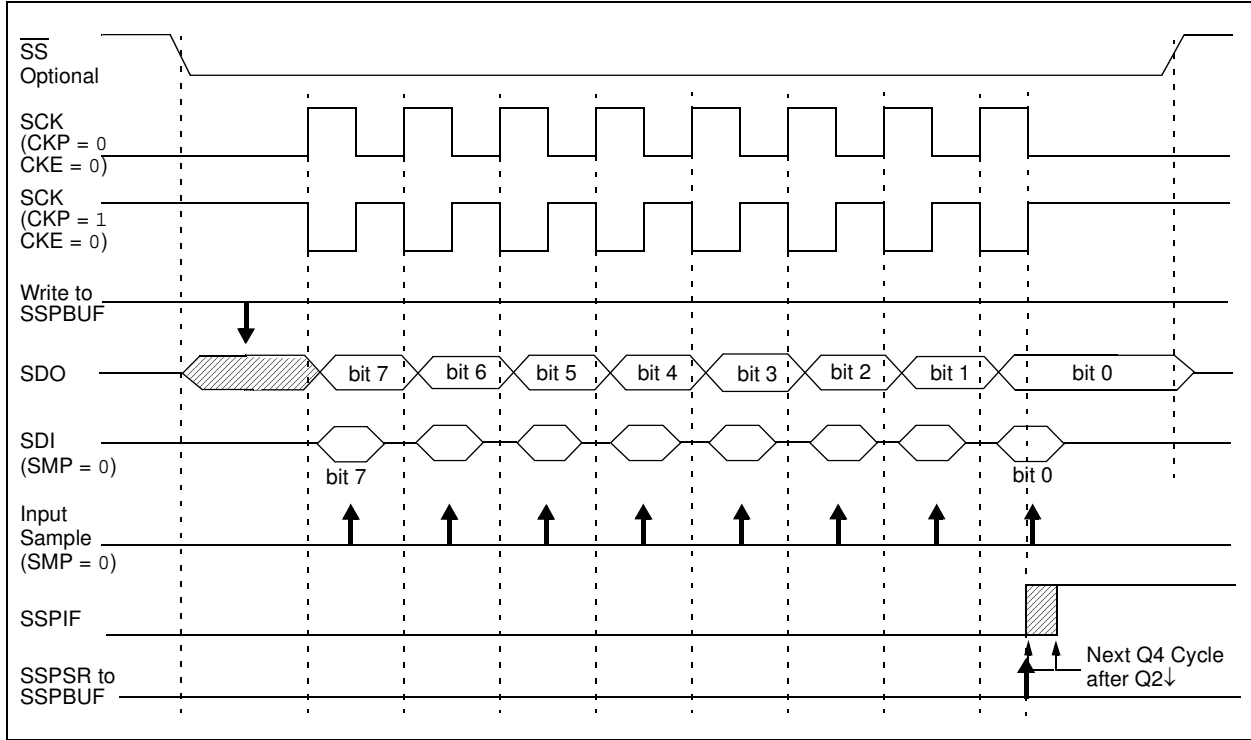 SS
Optional
SCK
(CKP = 0
CKE = 0)
SCK
(CKP = 1
CKE = 0)
Write to
SSPBUF
SDO
bit 7
bit 6
bit 5
bit 4
bit 3
bit 2
bit 1
bit 0
SDI
(SMP = 0)
bit 7
bit 0
Input
Sample
(SMP = 0)
SSPIF
Next Q4 Cycle
after Q2↓
SSPSR to
SSPBUF